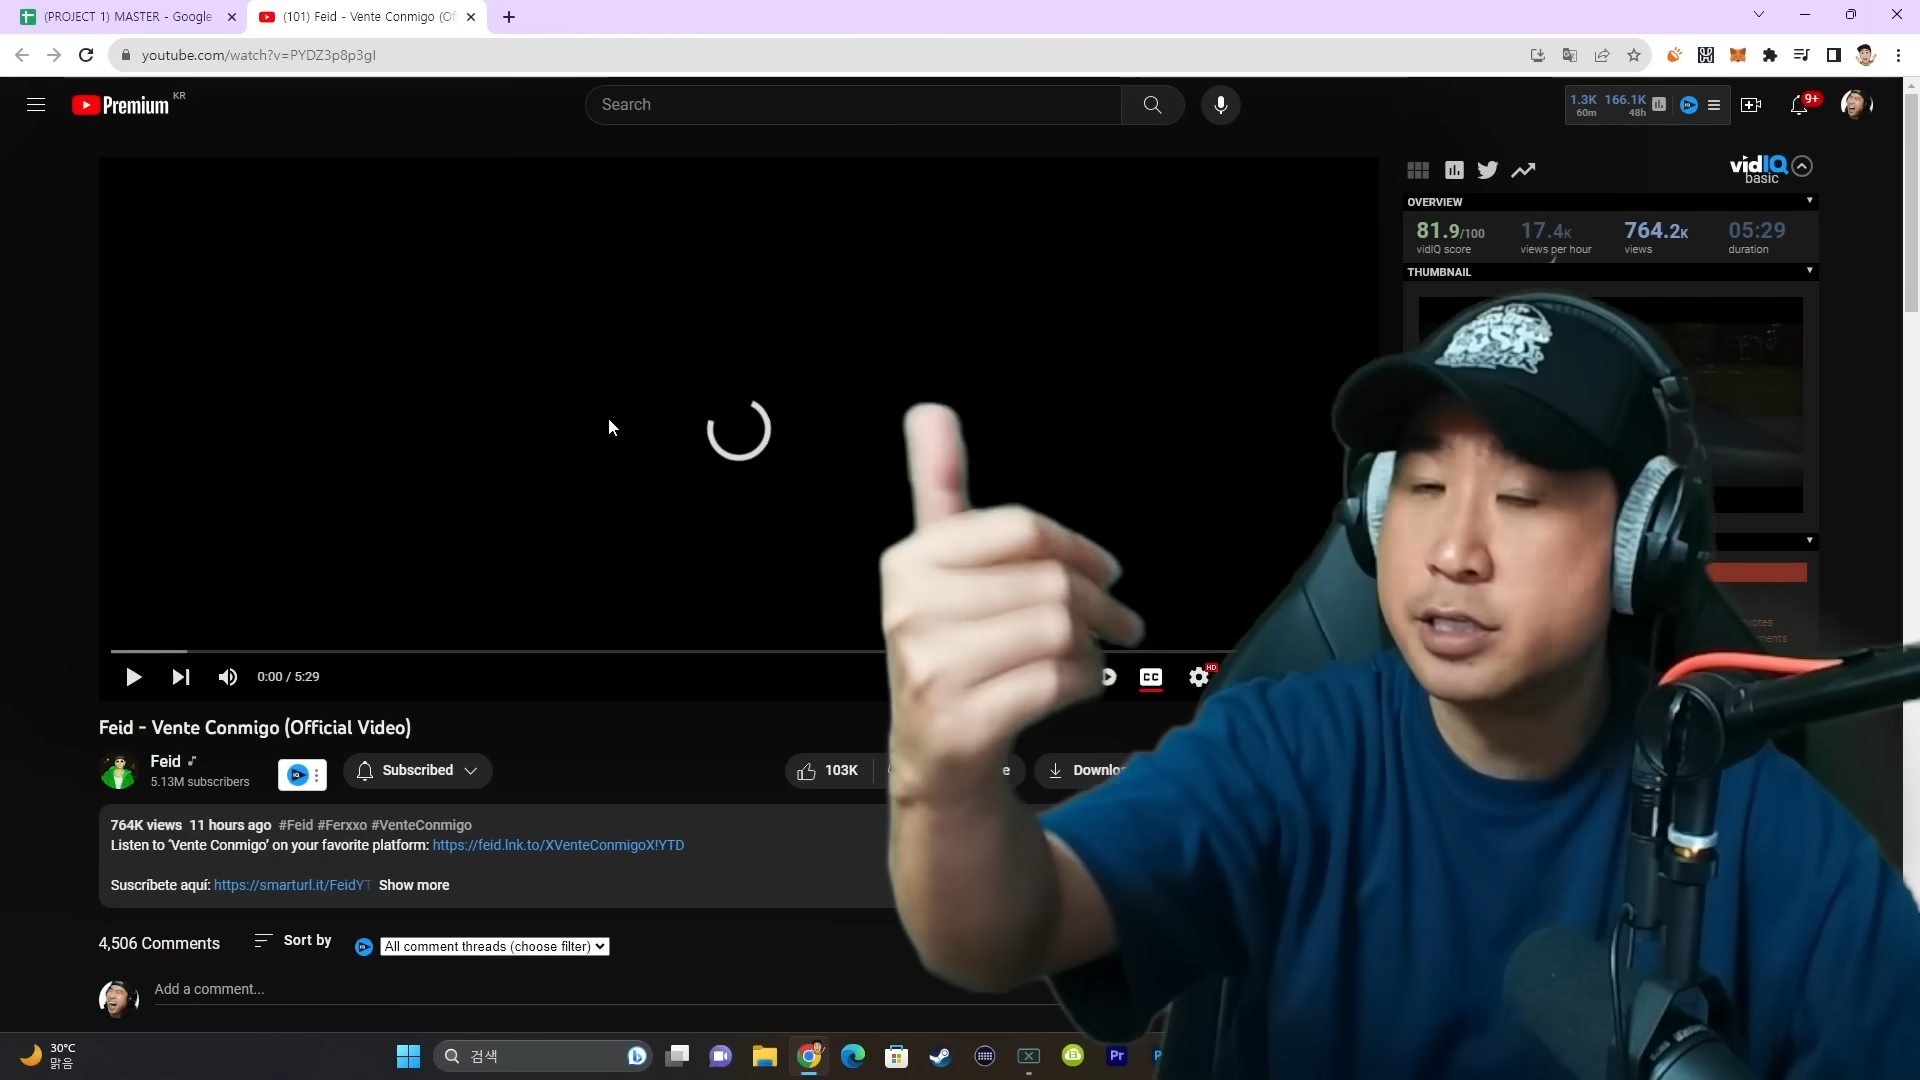 (PROJECT 1) MASTER - Google
(101) Feid - Vente Conmigo (Of
youtube.com/watch?v=PYDZ3p8p3gI
Premium KR
Search
1.3K 166.1K
60m 48h
9+
vidIQ
basic
OVERVIEW
81.9/100 17.4K 764.2K 05:29
vidIQ score views per hour views duration
THUMBNAIL
votes
0:00 / 5:29
CC
HD
Feid - Vente Conmigo (Official Video)
Feid
5.13M subscribers
Subscribed
103K
e
Downlo
764K views 11 hours ago #Feid #Ferxxo #VenteConmigo
Listen to 'Vente Conmigo' on your favorite platform: https://feid.lnk.to/XVenteConmigoX!YTD
Suscríbete aquí: https://smarturl.it/FeidYT Show more
4,506 Comments
Sort by
All comment threads (choose filter)
Add a comment...
30°C
맑음
검색
Pr
P